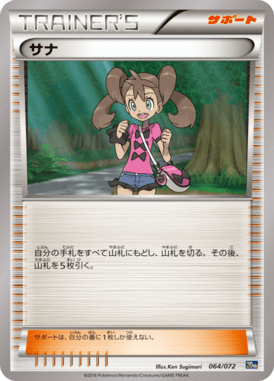 TRAINER'S
サポート
サナ
自分の手札をすべて山札にもどし、山札を切る。その後、
山札を5枚引く。
サポートは、自分の番に1枚しか使えない。
Illus.Ken Sugimori
064/072
©2016 Pokémon/Nintendo/Creatures/GAME FREAK.